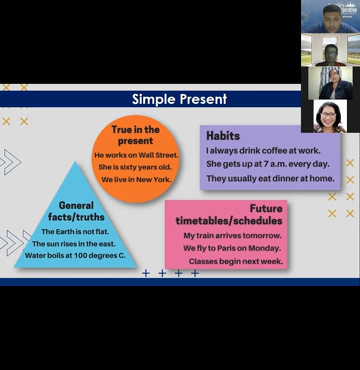 Simple Present
True in the
present
He works on Wall Street.
She is sixty years old.
We live in New York.
Habits
I always drink coffee at work.
She gets up at 7 a.m. every day.
They usually eat dinner at home.
General
facts/truths
The Earth is not flat.
The sun rises in the east.
Water boils at 100 degrees C.
Future
timetables/schedules
My train arrives tomorrow.
We fly to Paris on Monday.
Classes begin next week.